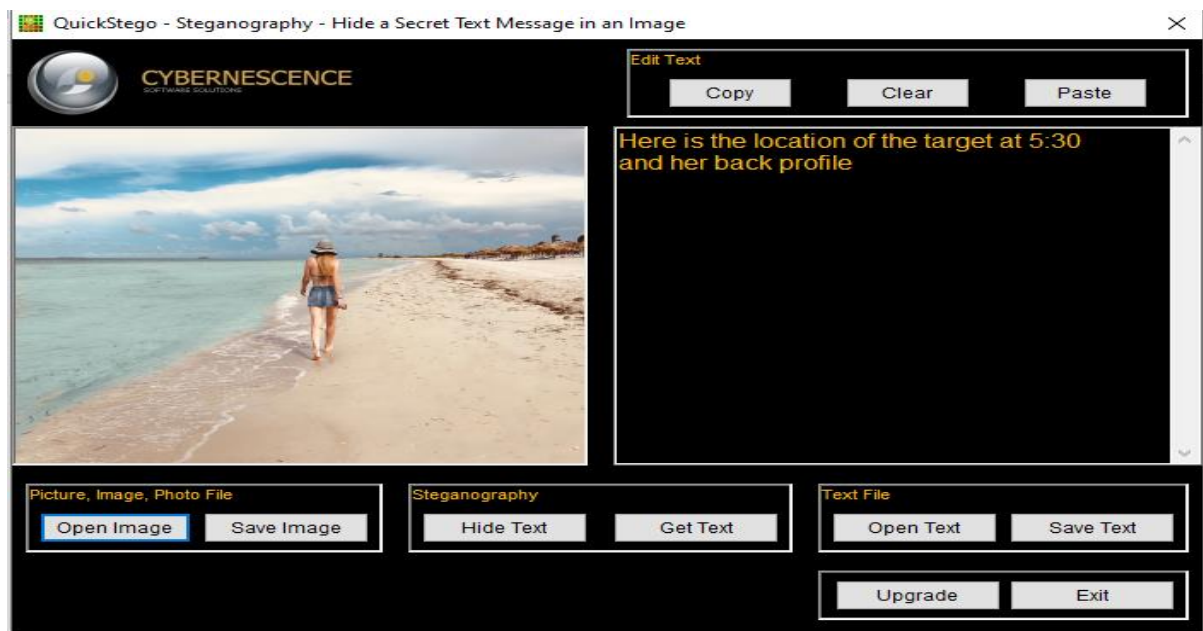 QuickStego - Steganography - Hide a Secret Text Message in an Image
CYBERNESCENCE
SOFTWARE SOLUTIONS
Edit Text
Copy Clear Paste
Here is the location of the target at 5:30
and her back profile
Picture, Image, Photo File
Open Image Save Image
Steganography
Hide Text Get Text
Text File
Open Text Save Text
Upgrade Exit